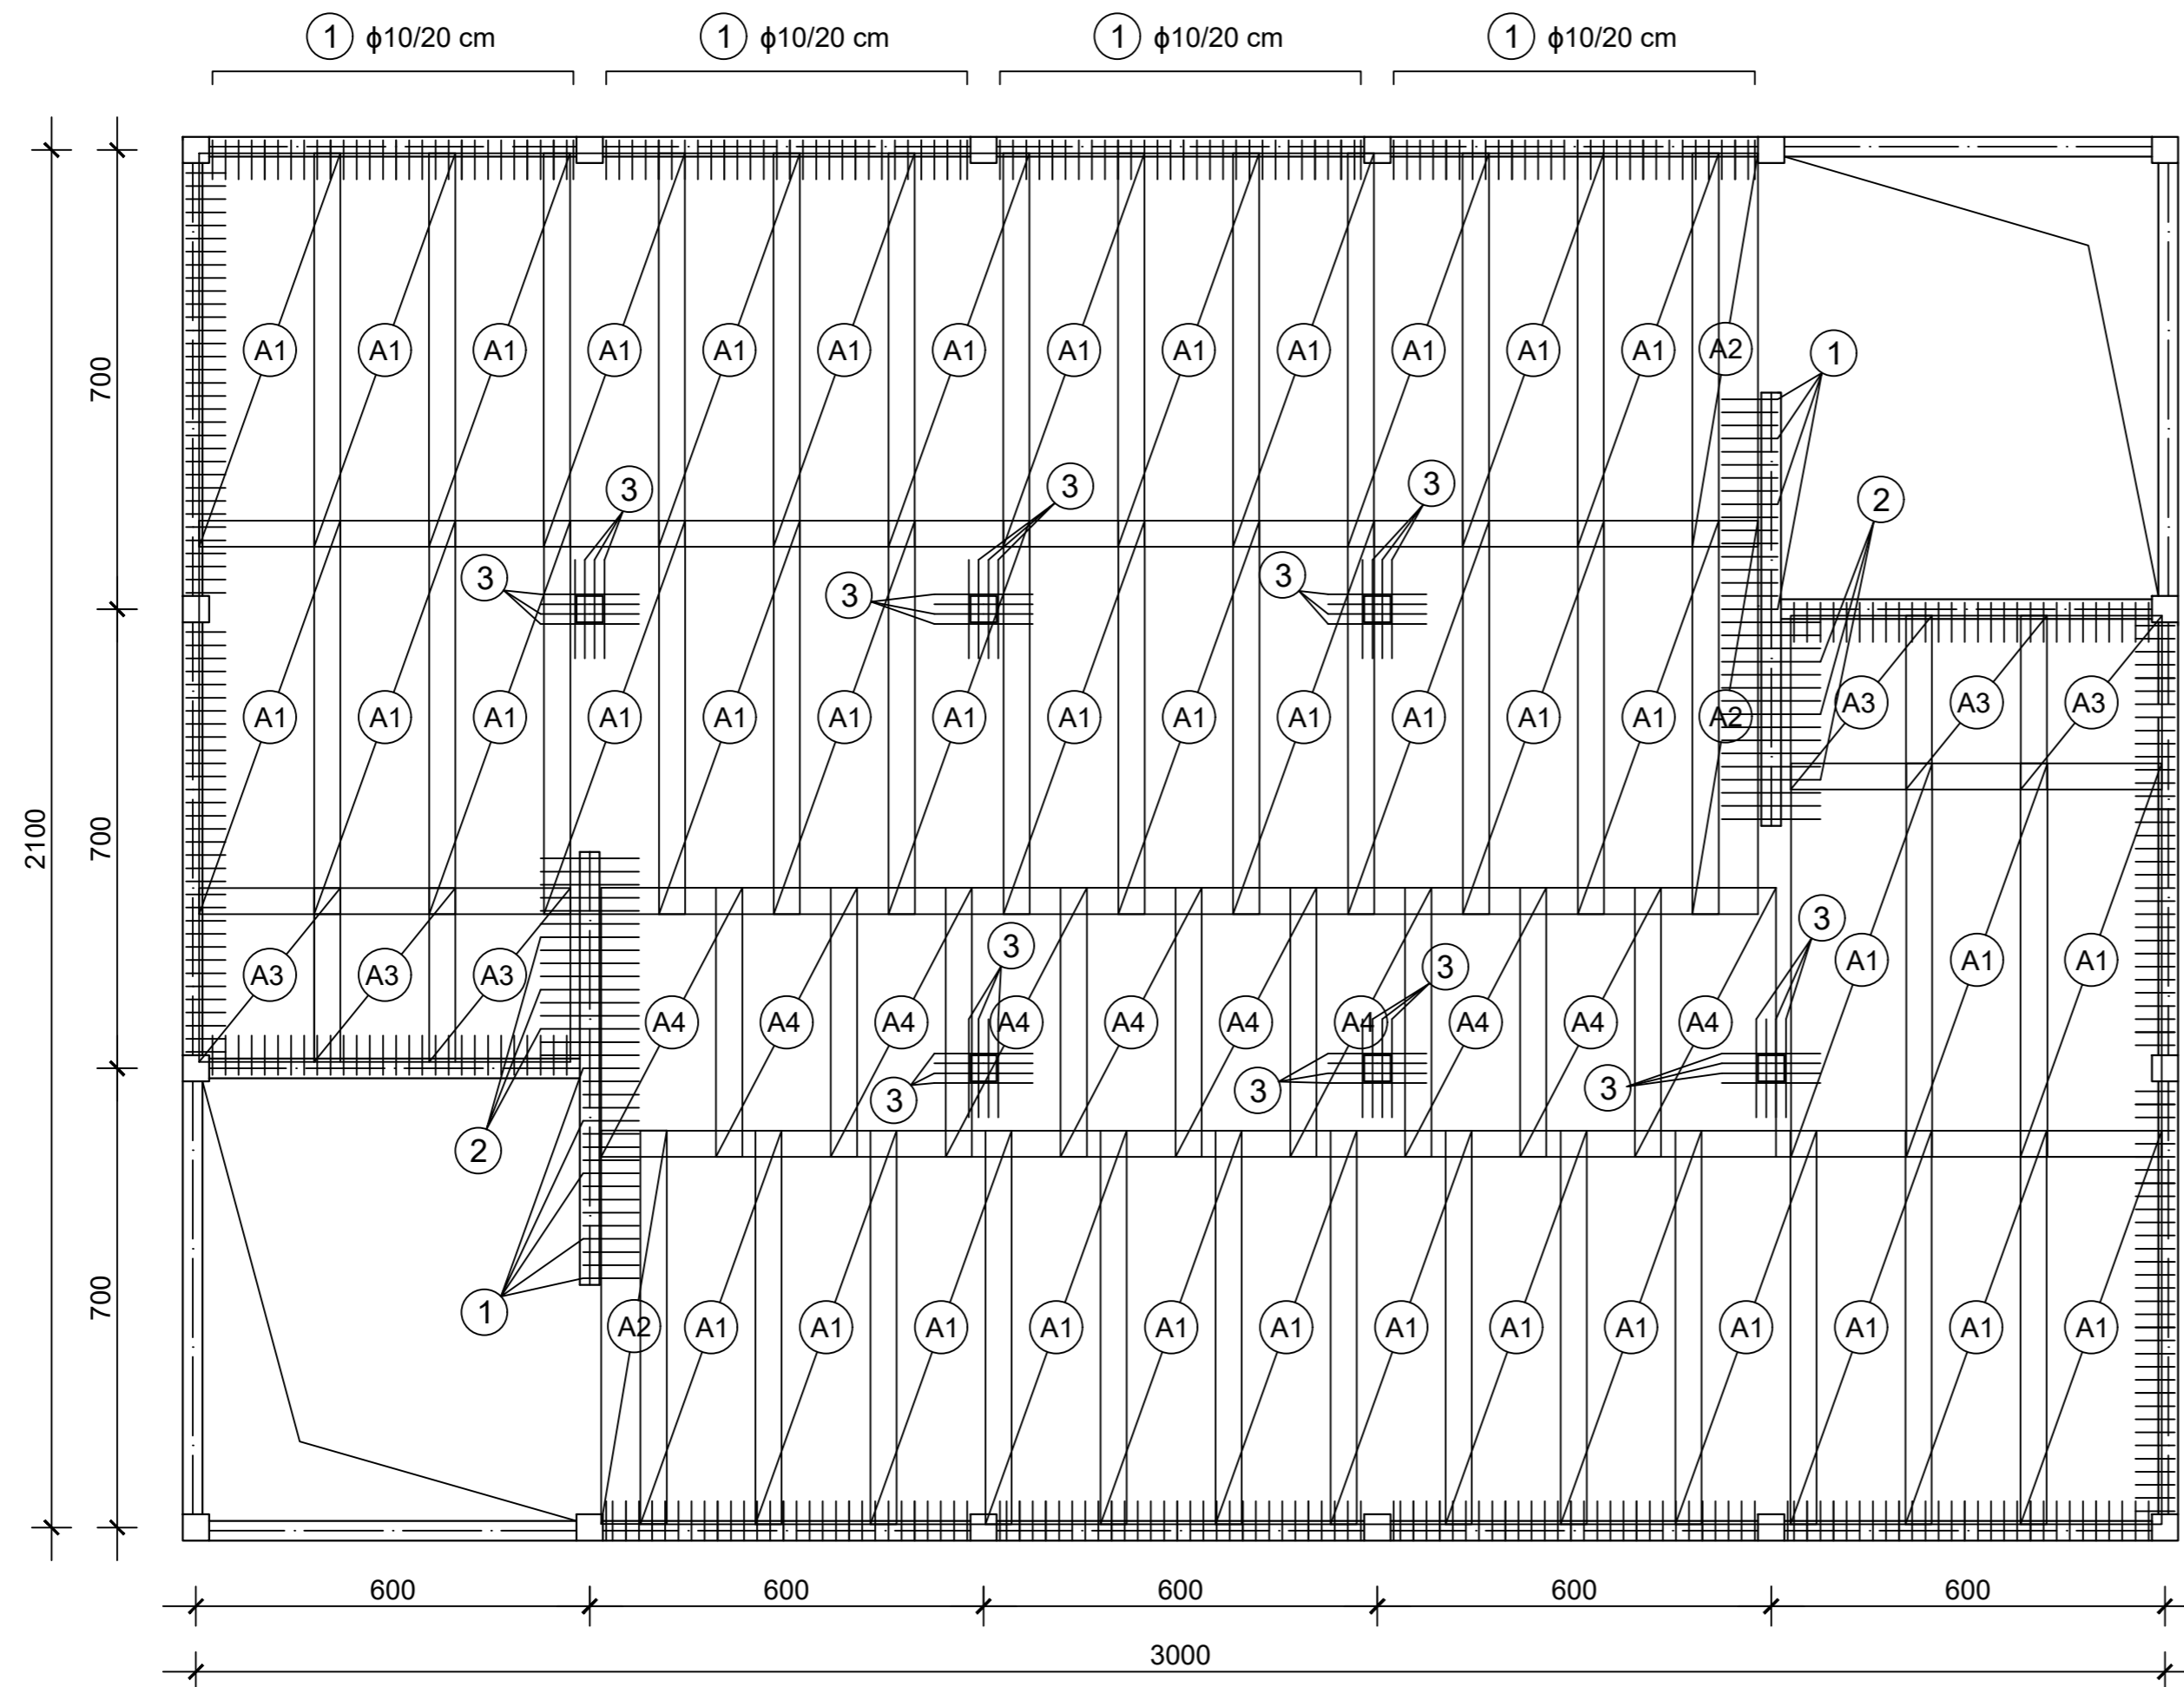 1 ϕ10/20 cm 1 ϕ10/20 cm 1 ϕ10/20 cm 1 ϕ10/20 cm
A1 A1 A1 A1 A1 A1 A1 A1 A1 A1 A1 A1 A1 A2 1
700
3 3 3 2
3 3 3
A1 A1 A1 A1 A1 A1 A1 A1 A1 A1 A1 A1 A1 A2 A3 A3 A3
2100 700
3 3 3
A3 A3 A3 A1 A1 A1
A4 A4 A4 A4 A4 A4 A4 A4 A4 A4
3 3 3
2
700
1 A2 A1 A1 A1 A1 A1 A1 A1 A1 A1 A1 A1 A1 A1
600 600 600 600 600
3000